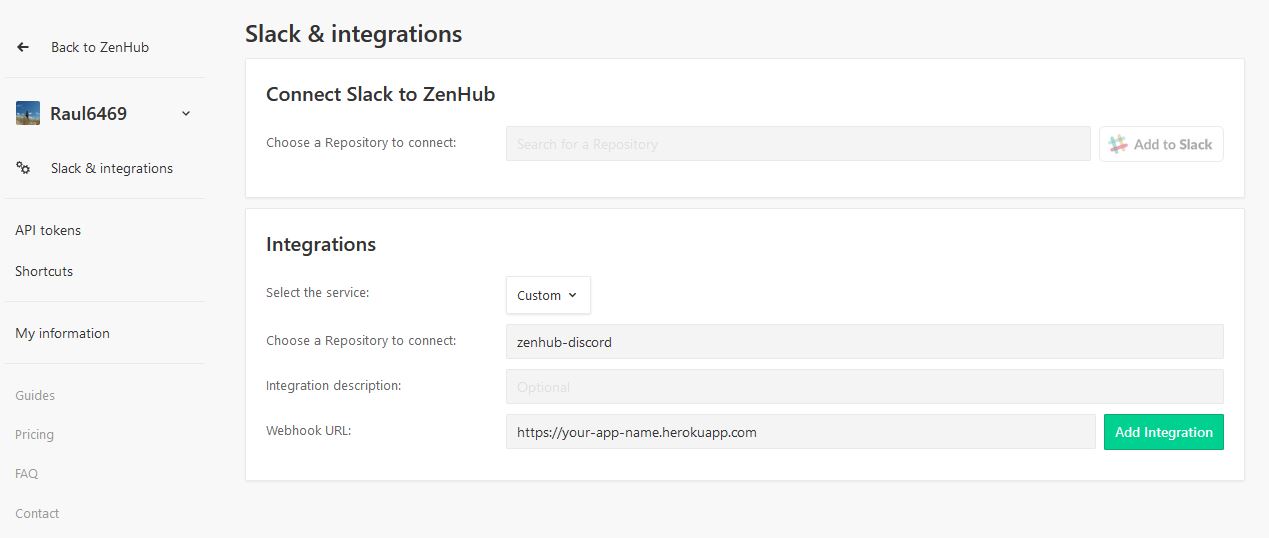 Back to ZenHub
Raul6469
Slack & integrations
API tokens
Shortcuts
My information
Guides
Pricing
FAQ
Contact
Slack & integrations
Connect Slack to ZenHub
Choose a Repository to connect:
Search for a Repository
Add to Slack
Integrations
Select the service:
Custom
Choose a Repository to connect:
zenhub-discord
Integration description:
Optional
Webhook URL:
https://your-app-name.herokuapp.com
Add Integration